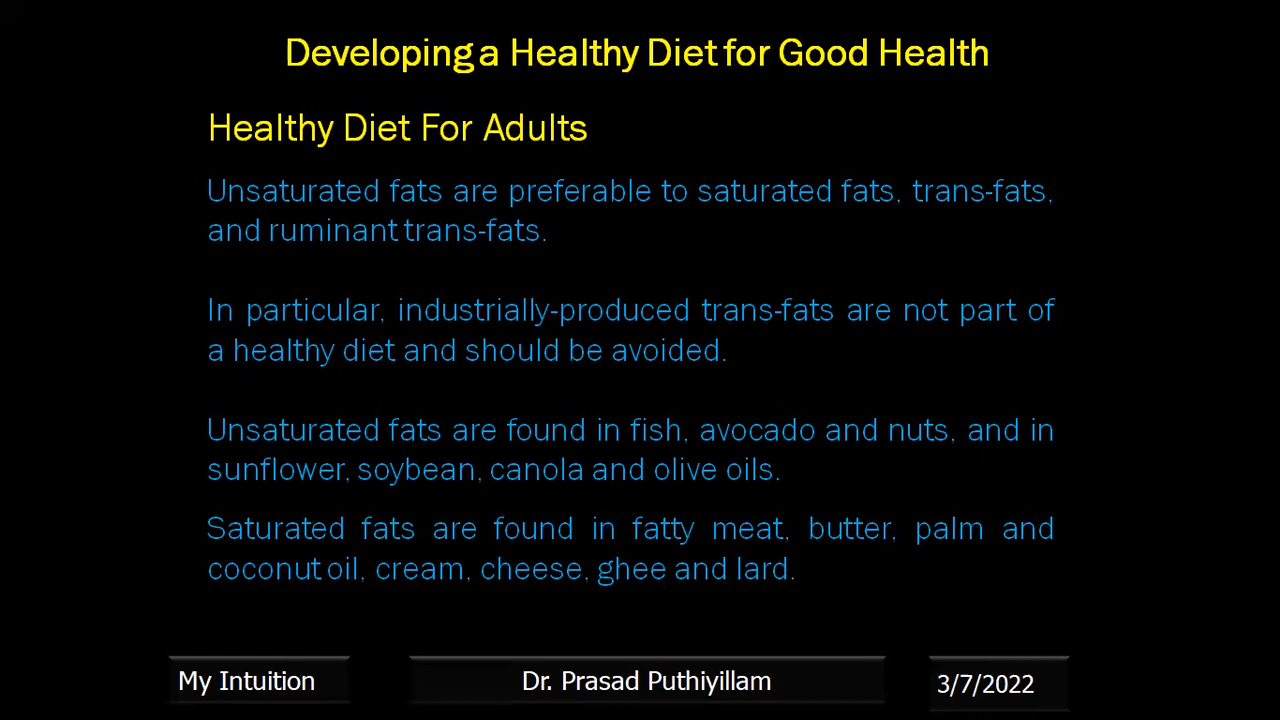 Developing a Healthy Diet for Good Health
Healthy Diet For Adults
Unsaturated fats are preferable to saturated fats, trans-fats,
and ruminant trans-fats.
In particular, industrially-produced trans-fats are not part of
a healthy diet and should be avoided.
Unsaturated fats are found in fish, avocado and nuts, and in
sunflower, soybean, canola and olive oils.
Saturated fats are found in fatty meat, butter, palm and
coconut oil, cream, cheese, ghee and lard.
My Intuition
Dr. Prasad Puthiyillam
3/7/2022